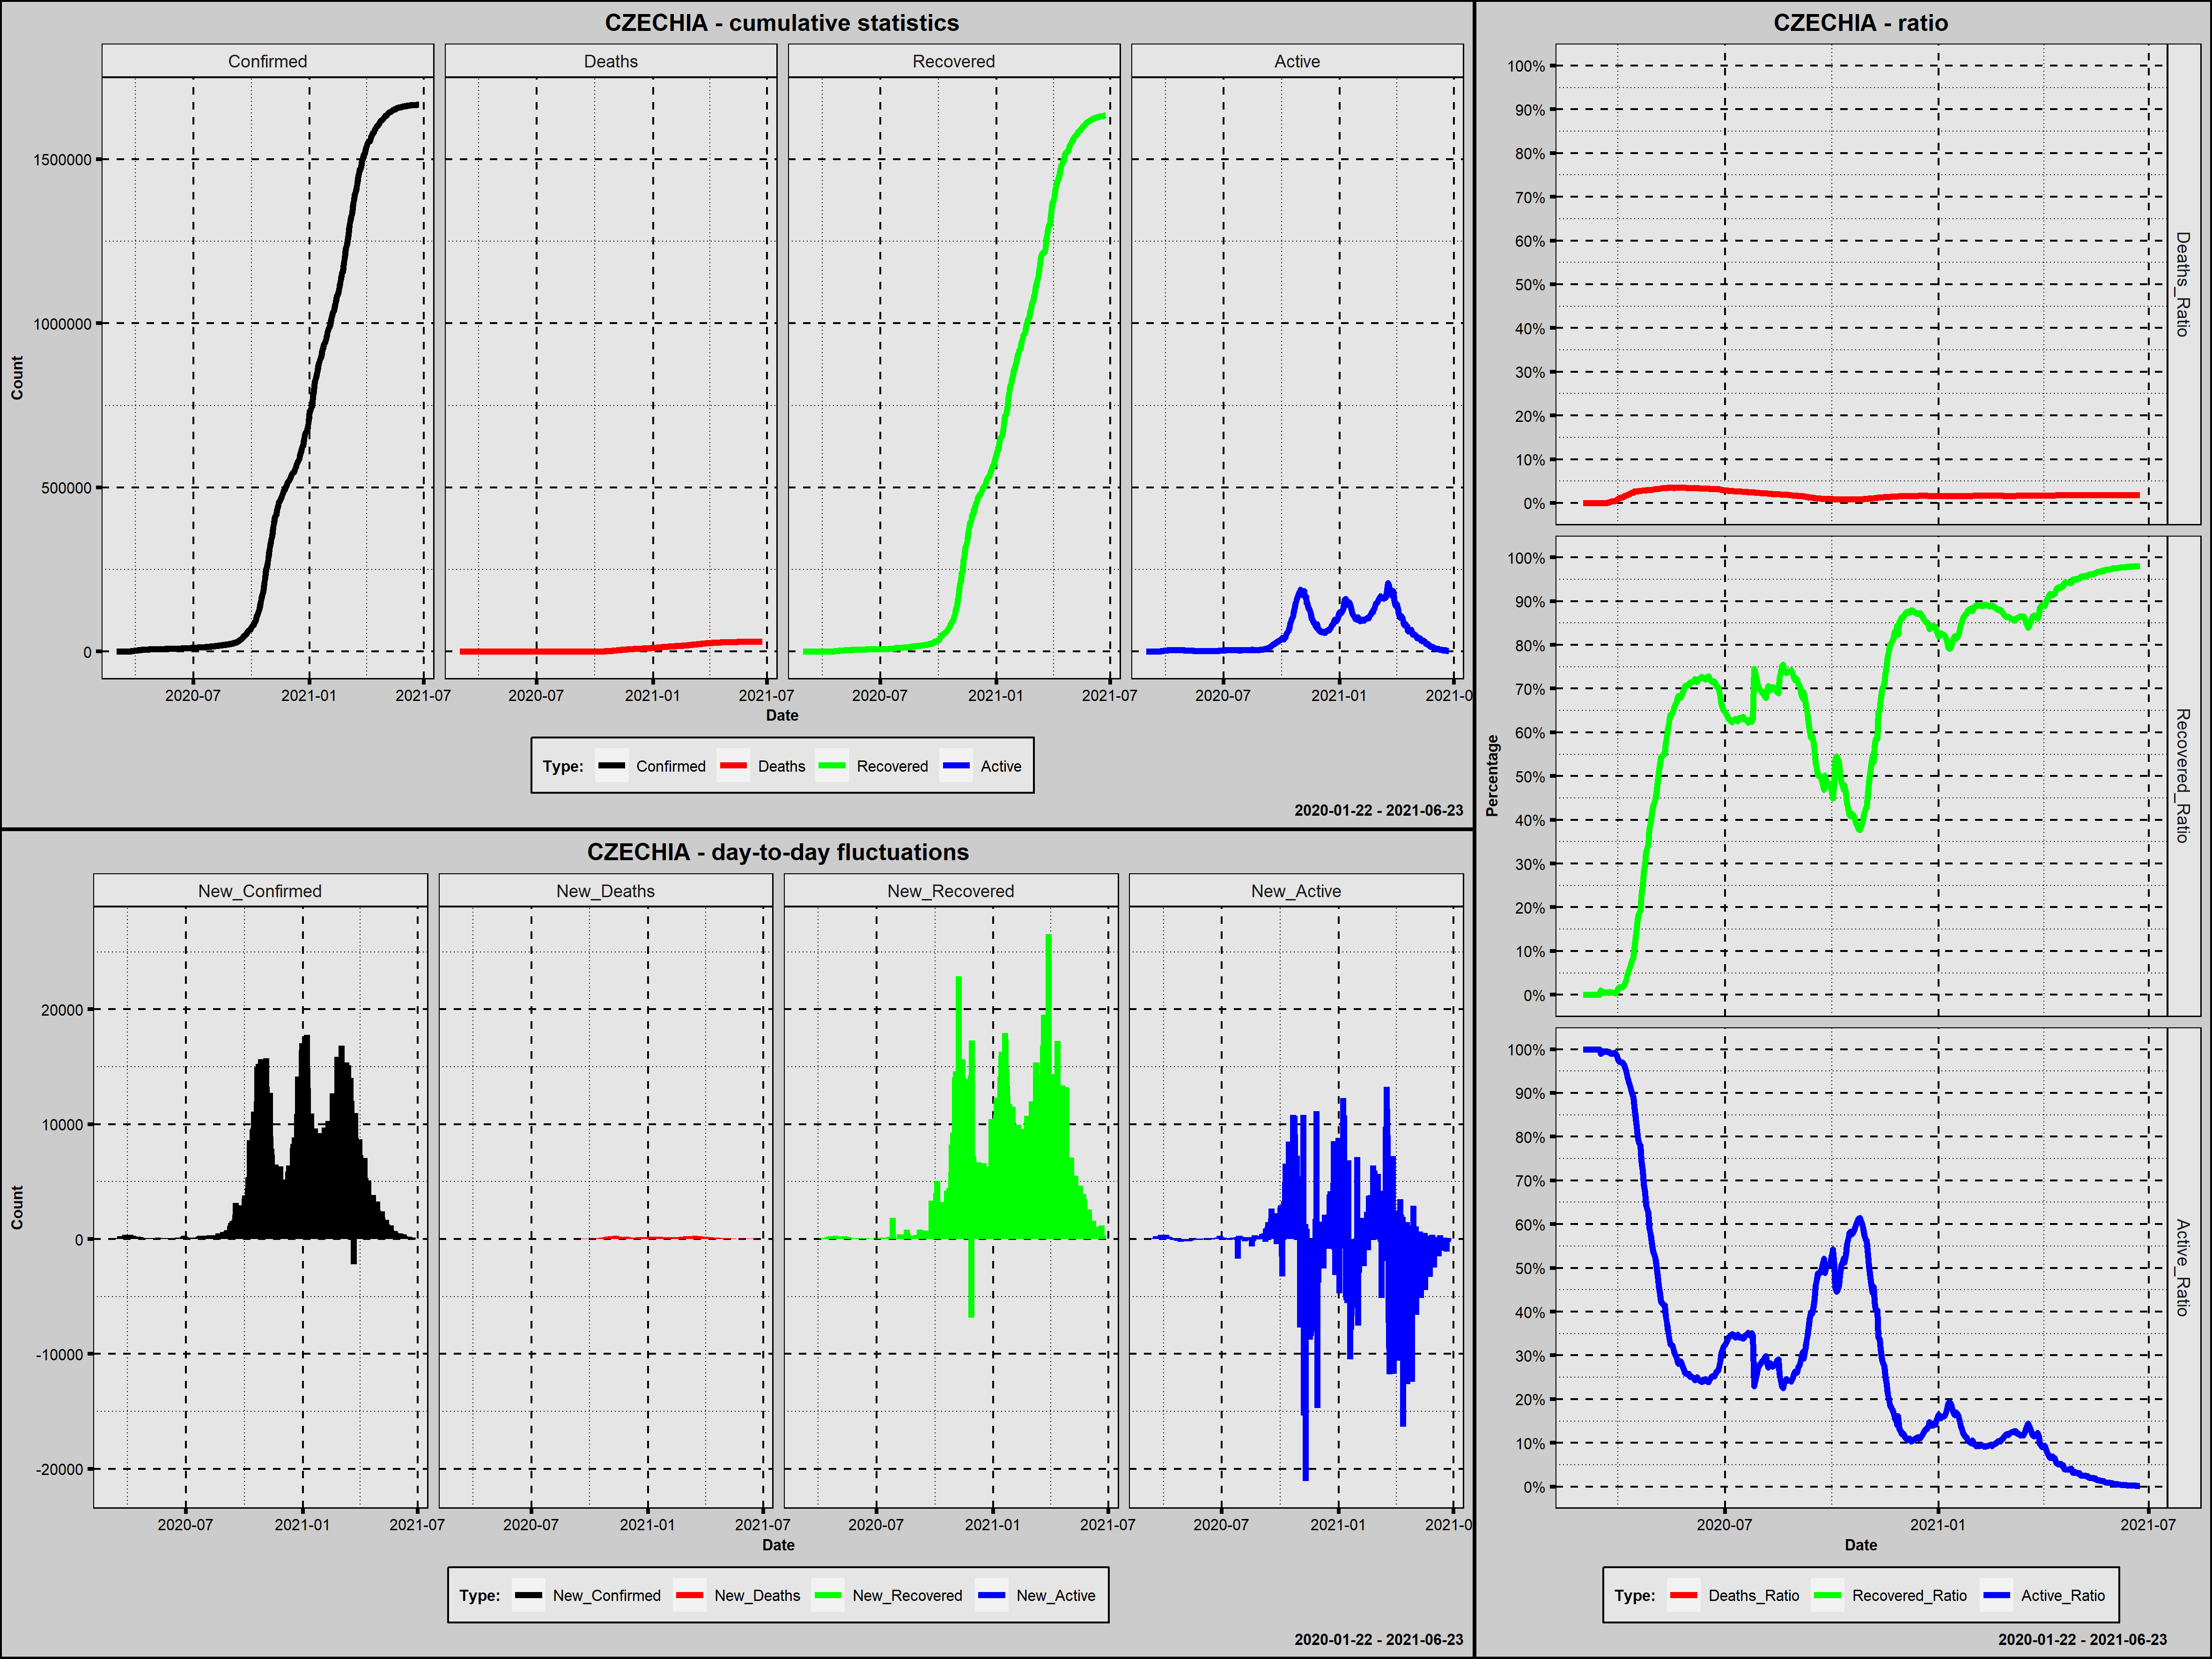 CZECHIA - cumulative statistics
Confirmed Deaths Recovered Active
Count
1500000
1000000
500000
0
2020-07 2021-01 2021-07 2020-07 2021-01 2021-07 2020-07 2021-01 2021-07 2020-07 2021-01 2021-0
Date
Type: Confirmed Deaths Recovered Active
2020-01-22 - 2021-06-23
CZECHIA - day-to-day fluctuations
New_Confirmed New_Deaths New_Recovered New_Active
Count
20000
10000
0
-10000
-20000
2020-07 2021-01 2021-07 2020-07 2021-01 2021-07 2020-07 2021-01 2021-07 2020-07 2021-01 2021-0
Date
Type: New_Confirmed New_Deaths New_Recovered New_Active
2020-01-22 - 2021-06-23
CZECHIA - ratio
Percentage
100%
90%
80%
70%
60%
50%
40%
30%
20%
10%
0%
Deaths_Ratio
100%
90%
80%
70%
60%
50%
40%
30%
20%
10%
0%
Recovered_Ratio
100%
90%
80%
70%
60%
50%
40%
30%
20%
10%
0%
Active_Ratio
2020-07 2021-01 2021-07
Date
Type: Deaths_Ratio Recovered_Ratio Active_Ratio
2020-01-22 - 2021-06-23